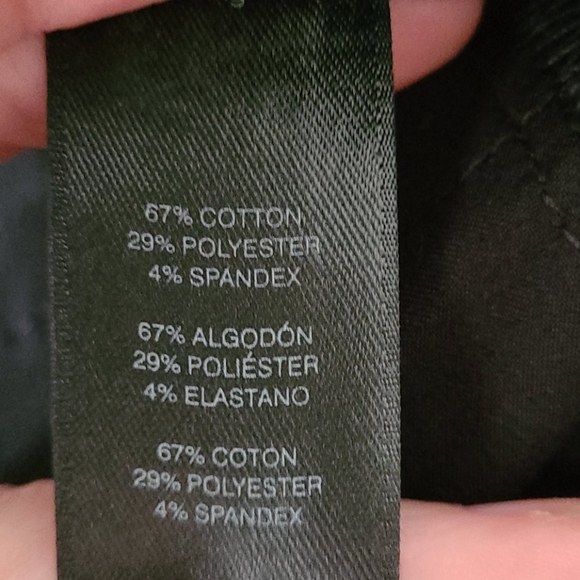 67% COTTON
29% POLYESTER
4% SPANDEX
67% ALGODÓN
29% POLIÉSTER
4% ELASTANO
67% COTON
29% POLYESTER
4% SPANDEX